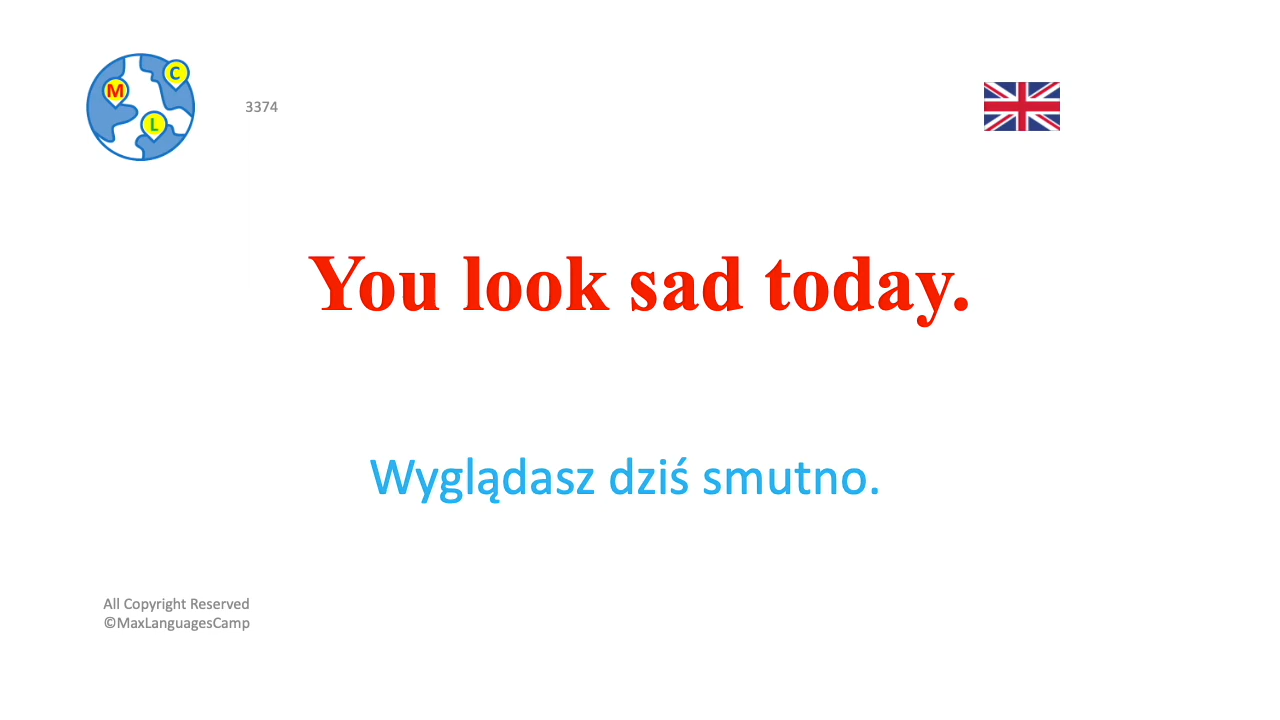 C
M
L
3374
You look sad today.
Wyglądasz dziś smutno.
All Copyright Reserved
©MaxLanguagesCamp